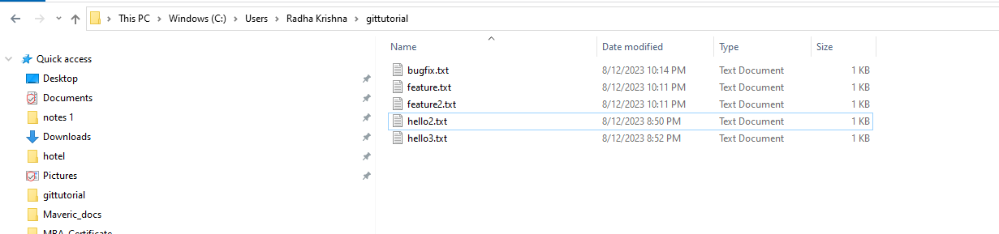 This PC > Windows (C:) > Users > Radha Krishna > gittutorial
Quick access
Desktop
Documents
notes 1
Downloads
hotel
Pictures
gittutorial
Maveric_docs
MBA_Certificate
Name Date modified Type Size
bugfix.txt 8/12/2023 10:14 PM Text Document 1 KB
feature.txt 8/12/2023 10:11 PM Text Document 1 KB
feature2.txt 8/12/2023 10:11 PM Text Document 1 KB
hello2.txt 8/12/2023 8:50 PM Text Document 1 KB
hello3.txt 8/12/2023 8:52 PM Text Document 1 KB